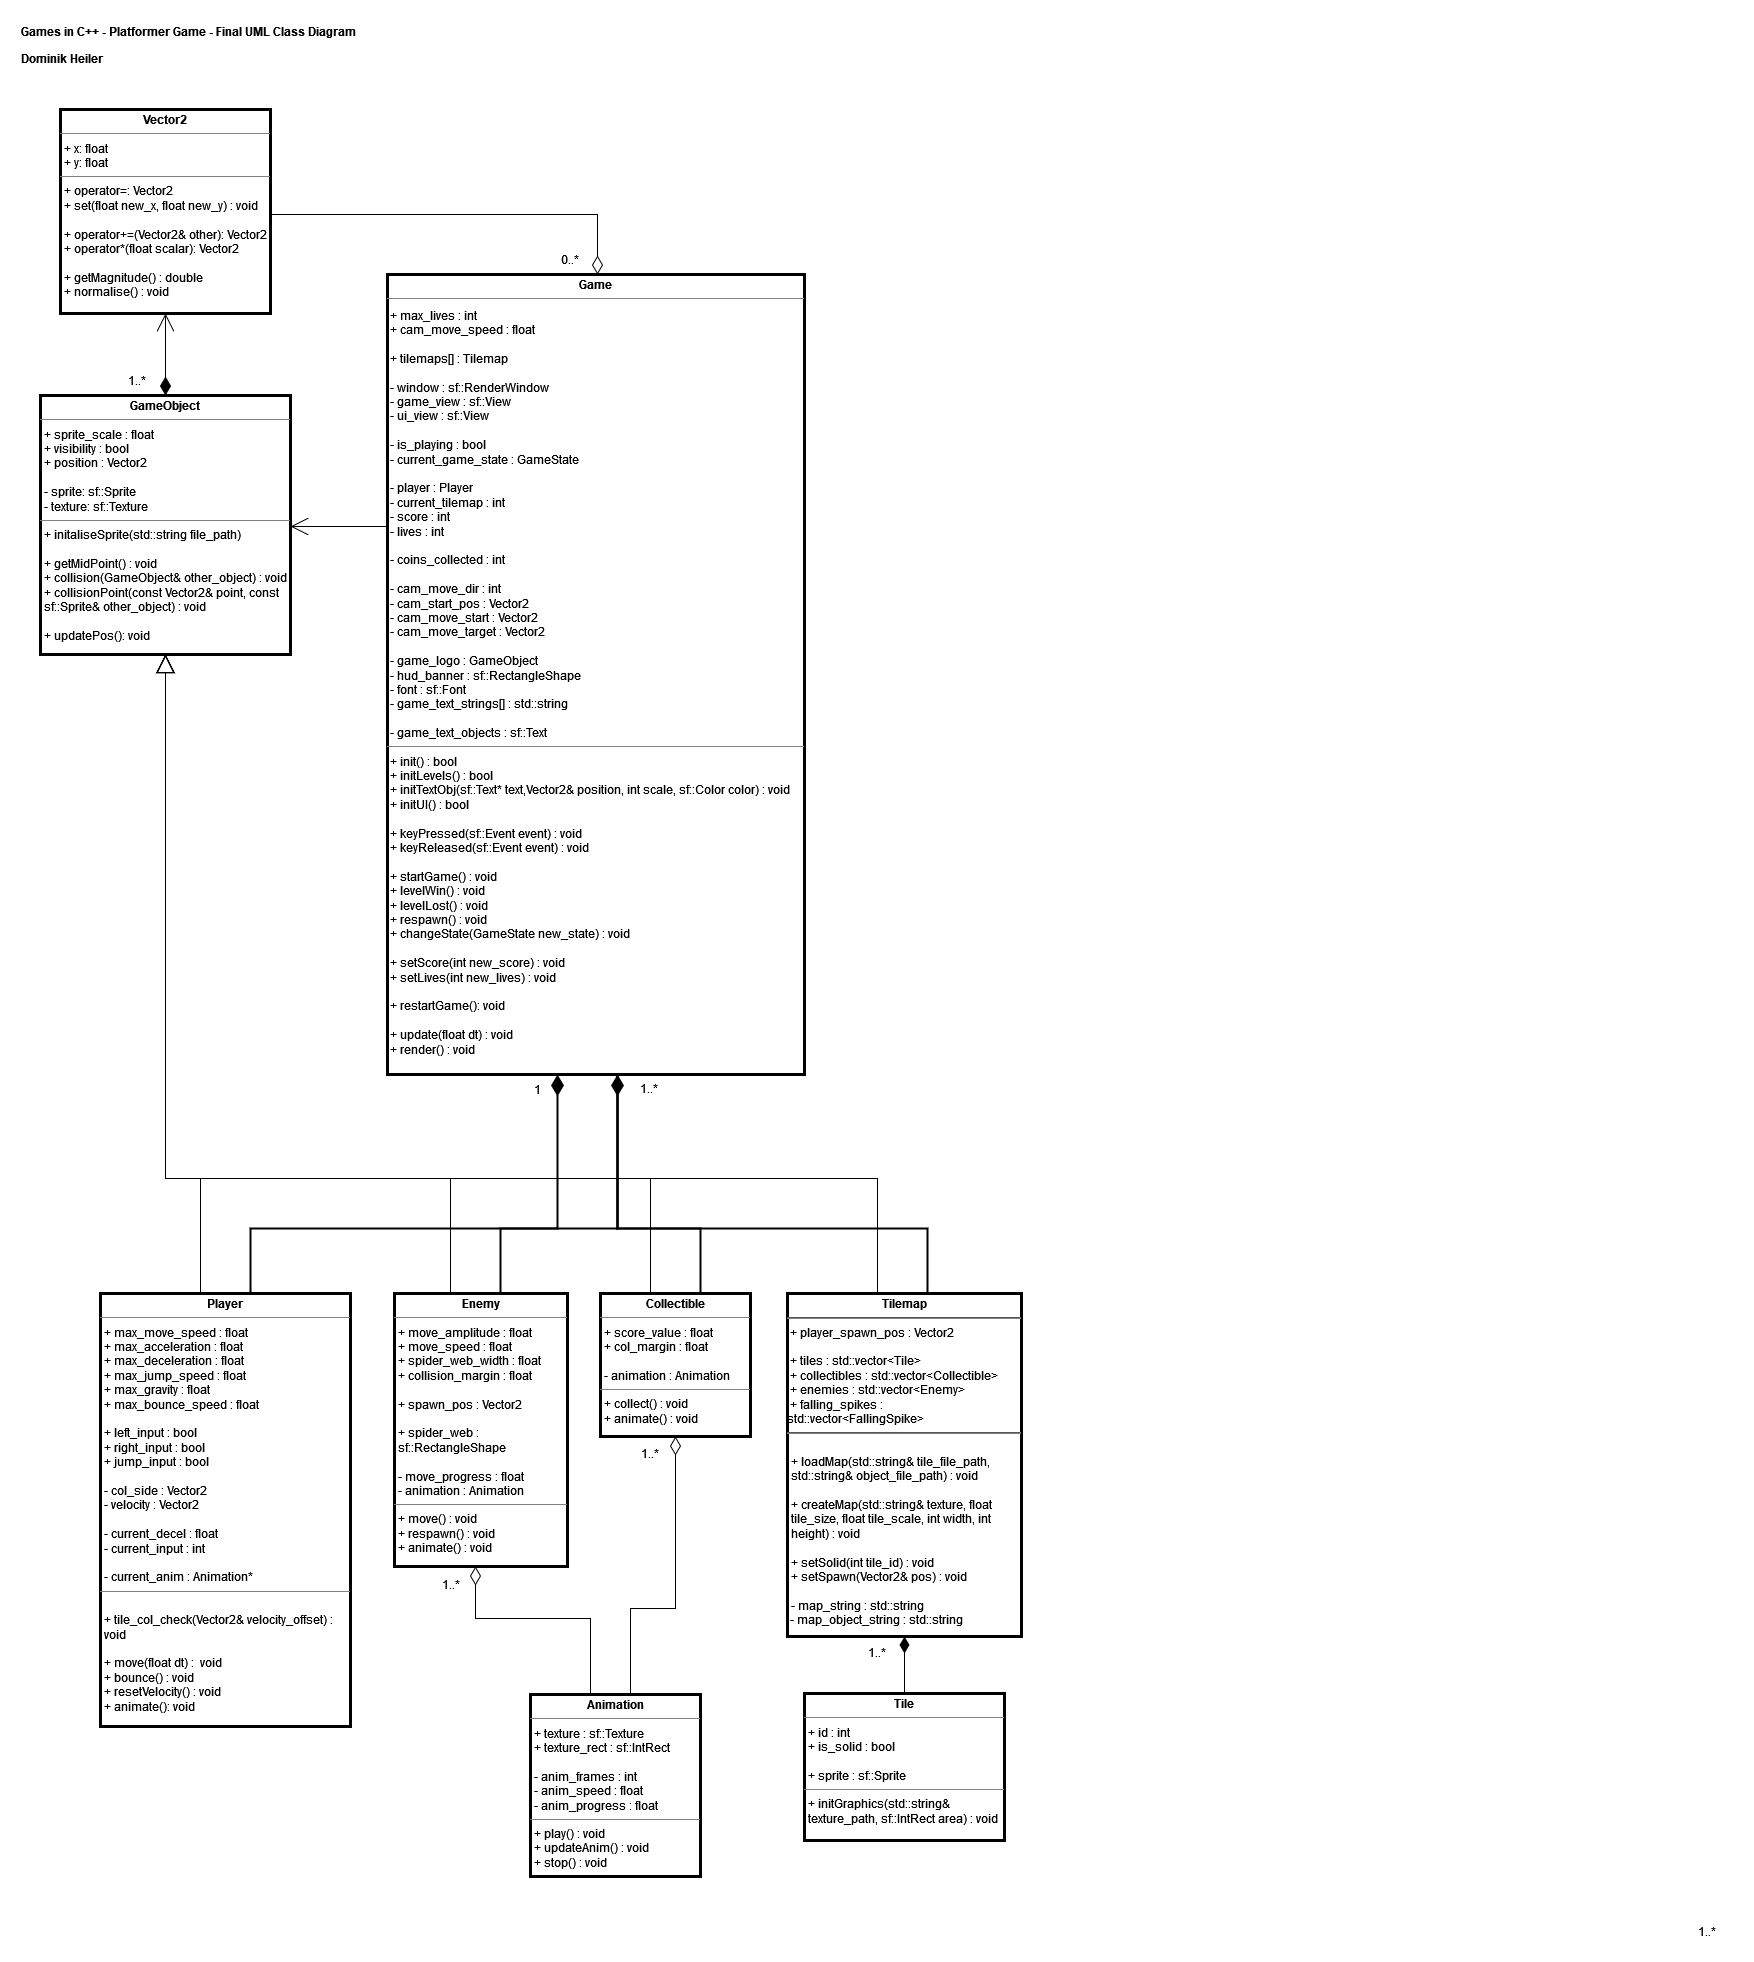 Games in C++ - Platformer Game - Final UML Class Diagram
Dominik Heiler
Vector2
+ x: float
+ y: float
+ operator=: Vector2
+ set(float new_x, float new_y) : void
+ operator+=(Vector2& other): Vector2
+ operator*(float scalar): Vector2
+ getMagnitude() : double
+ normalise() : void
0..*
1..*
GameObject
+ sprite_scale : float
+ visibility : bool
+ position : Vector2
- sprite: sf::Sprite
- texture: sf::Texture
+ initaliseSprite(std::string file_path)
+ getMidPoint() : void
+ collision(GameObject& other_object) : void
+ collisionPoint(const Vector2& point, const
sf::Sprite& other_object) : void
+ updatePos(): void
Game
+ max_lives : int
+ cam_move_speed : float
+ tilemaps[] : Tilemap
- window : sf::RenderWindow
- game_view : sf::View
- ui_view : sf::View
- is_playing : bool
- current_game_state : GameState
- player : Player
- current_tilemap : int
- score : int
- lives : int
- coins_collected : int
- cam_move_dir : int
- cam_start_pos : Vector2
- cam_move_start : Vector2
- cam_move_target : Vector2
- game_logo : GameObject
- hud_banner : sf::RectangleShape
- font : sf::Font
- game_text_strings[] : std::string
- game_text_objects : sf::Text
+ init() : bool
+ initLevels() : bool
+ initTextObj(sf::Text* text,Vector2& position, int scale, sf::Color color) : void
+ initUI() : bool
+ keyPressed(sf::Event event) : void
+ keyReleased(sf::Event event) : void
+ startGame() : void
+ levelWin() : void
+ levelLost() : void
+ respawn() : void
+ changeState(GameState new_state) : void
+ setScore(int new_score) : void
+ setLives(int new_lives) : void
+ restartGame(): void
+ update(float dt) : void
+ render() : void
1
1..*
Player
+ max_move_speed : float
+ max_acceleration : float
+ max_deceleration : float
+ max_jump_speed : float
+ max_gravity : float
+ max_bounce_speed : float
+ left_input : bool
+ right_input : bool
+ jump_input : bool
- col_side : Vector2
- velocity : Vector2
- current_decel : float
- current_input : int
- current_anim : Animation*
+ tile_col_check(Vector2& velocity_offset) :
void
+ move(float dt) :  void
+ bounce() : void
+ resetVelocity() : void
+ animate(): void
Enemy
+ move_amplitude : float
+ move_speed : float
+ spider_web_width : float
+ collision_margin : float
+ spawn_pos : Vector2
+ spider_web :
sf::RectangleShape
- move_progress : float
- animation : Animation
+ move() : void
+ respawn() : void
+ animate() : void
1..*
Collectible
+ score_value : float
+ col_margin : float
- animation : Animation
+ collect() : void
+ animate() : void
1..*
Tilemap
+ player_spawn_pos : Vector2
+ tiles : std::vector<Tile>
+ collectibles : std::vector<Collectible>
+ enemies : std::vector<Enemy>
+ falling_spikes :
std::vector<FallingSpike>
+ loadMap(std::string& tile_file_path,
std::string& object_file_path) : void
+ createMap(std::string& texture, float
tile_size, float tile_scale, int width, int
height) : void
+ setSolid(int tile_id) : void
+ setSpawn(Vector2& pos) : void
- map_string : std::string
- map_object_string : std::string
1..*
Animation
+ texture : sf::Texture
+ texture_rect : sf::IntRect
- anim_frames : int
- anim_speed : float
- anim_progress : float
+ play() : void
+ updateAnim() : void
+ stop() : void
Tile
+ id : int
+ is_solid : bool
+ sprite : sf::Sprite
+ initGraphics(std::string&
texture_path, sf::IntRect area) : void
1..*